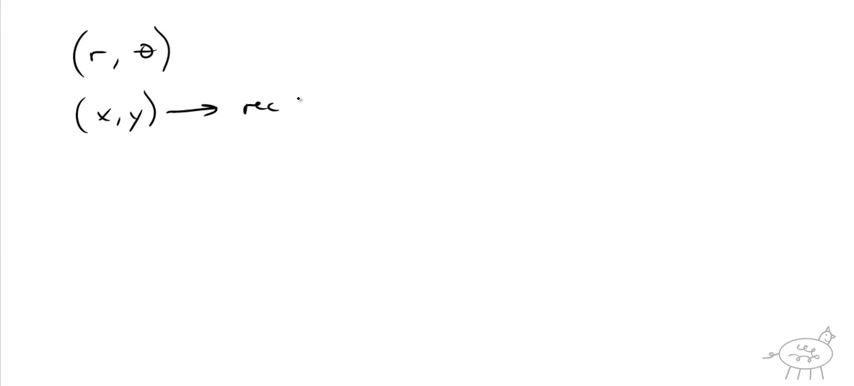 (r, θ)
(x, y) → rec